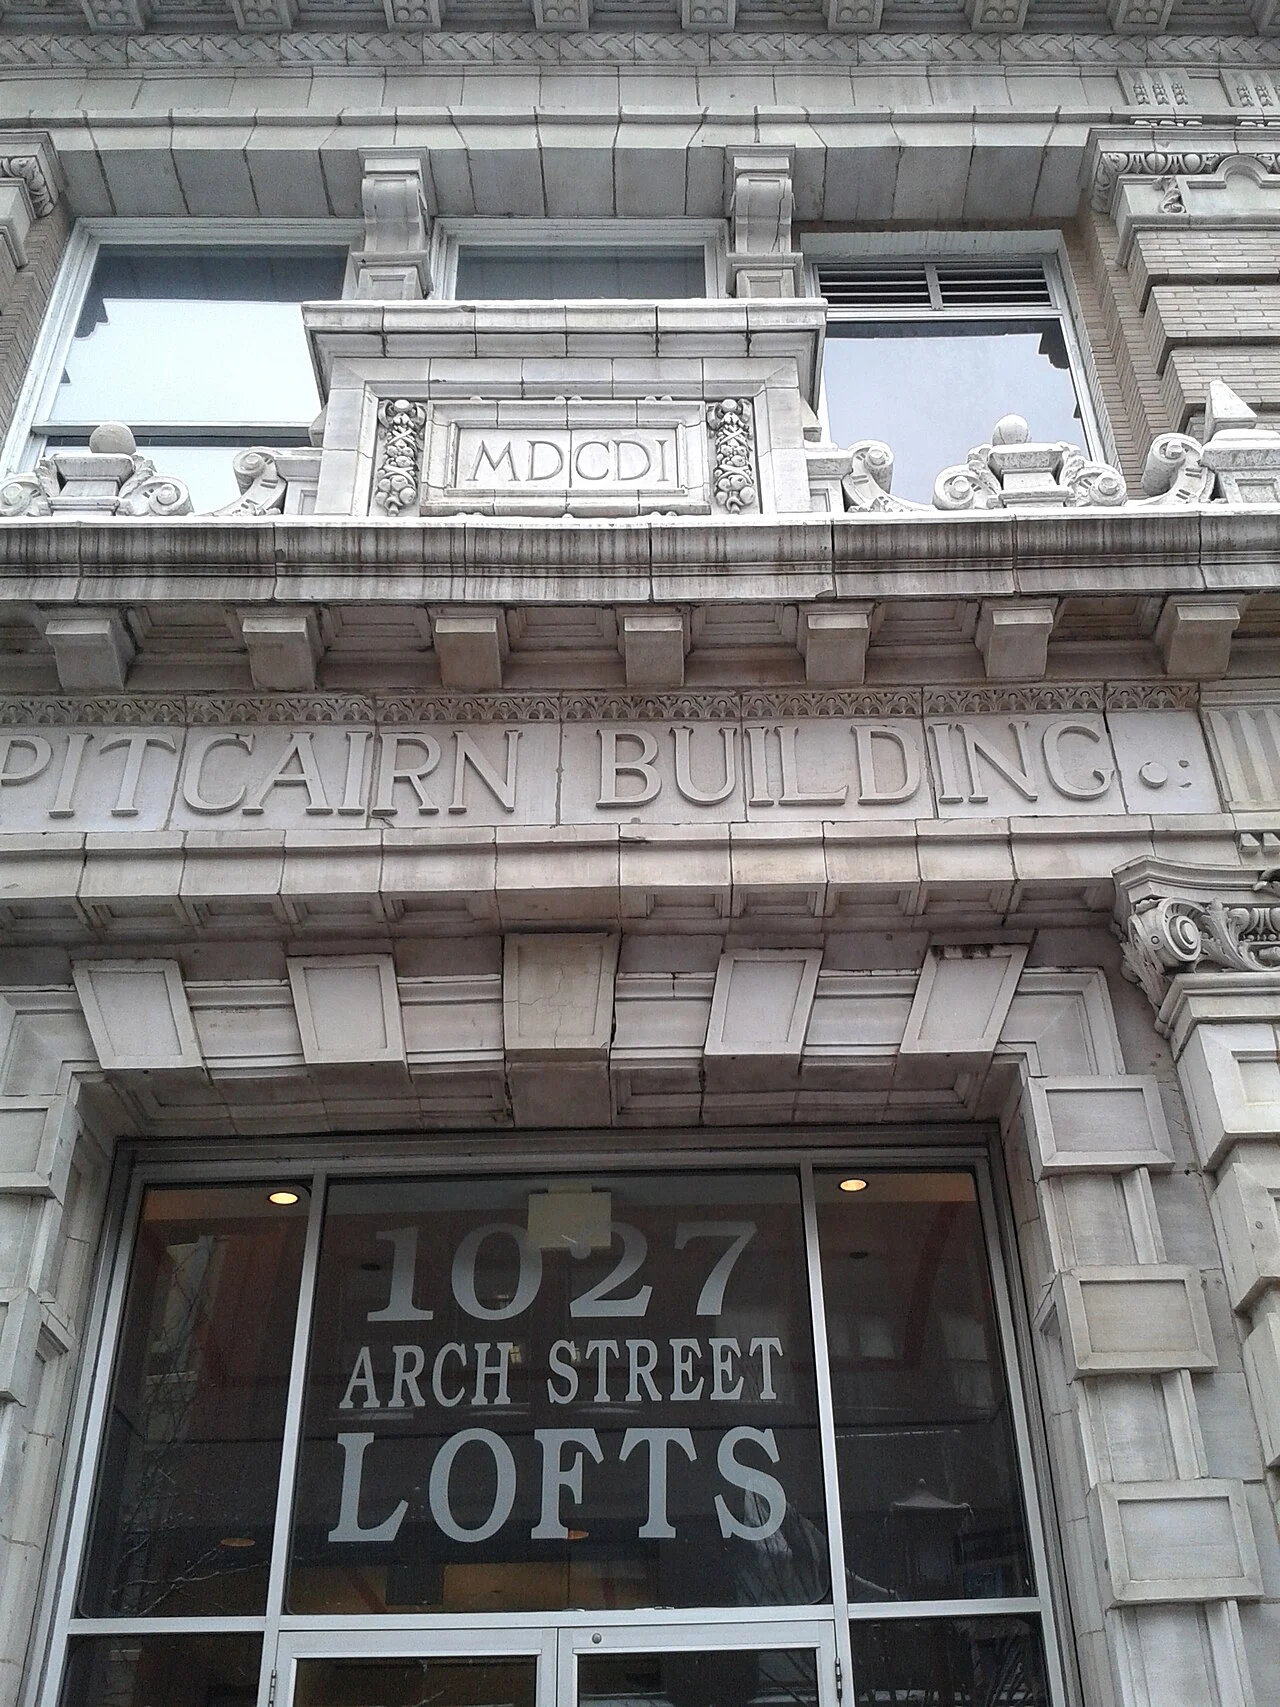 MDCDI
PITCAIRN BUILDING
1027
ARCH STREET
LOFTS